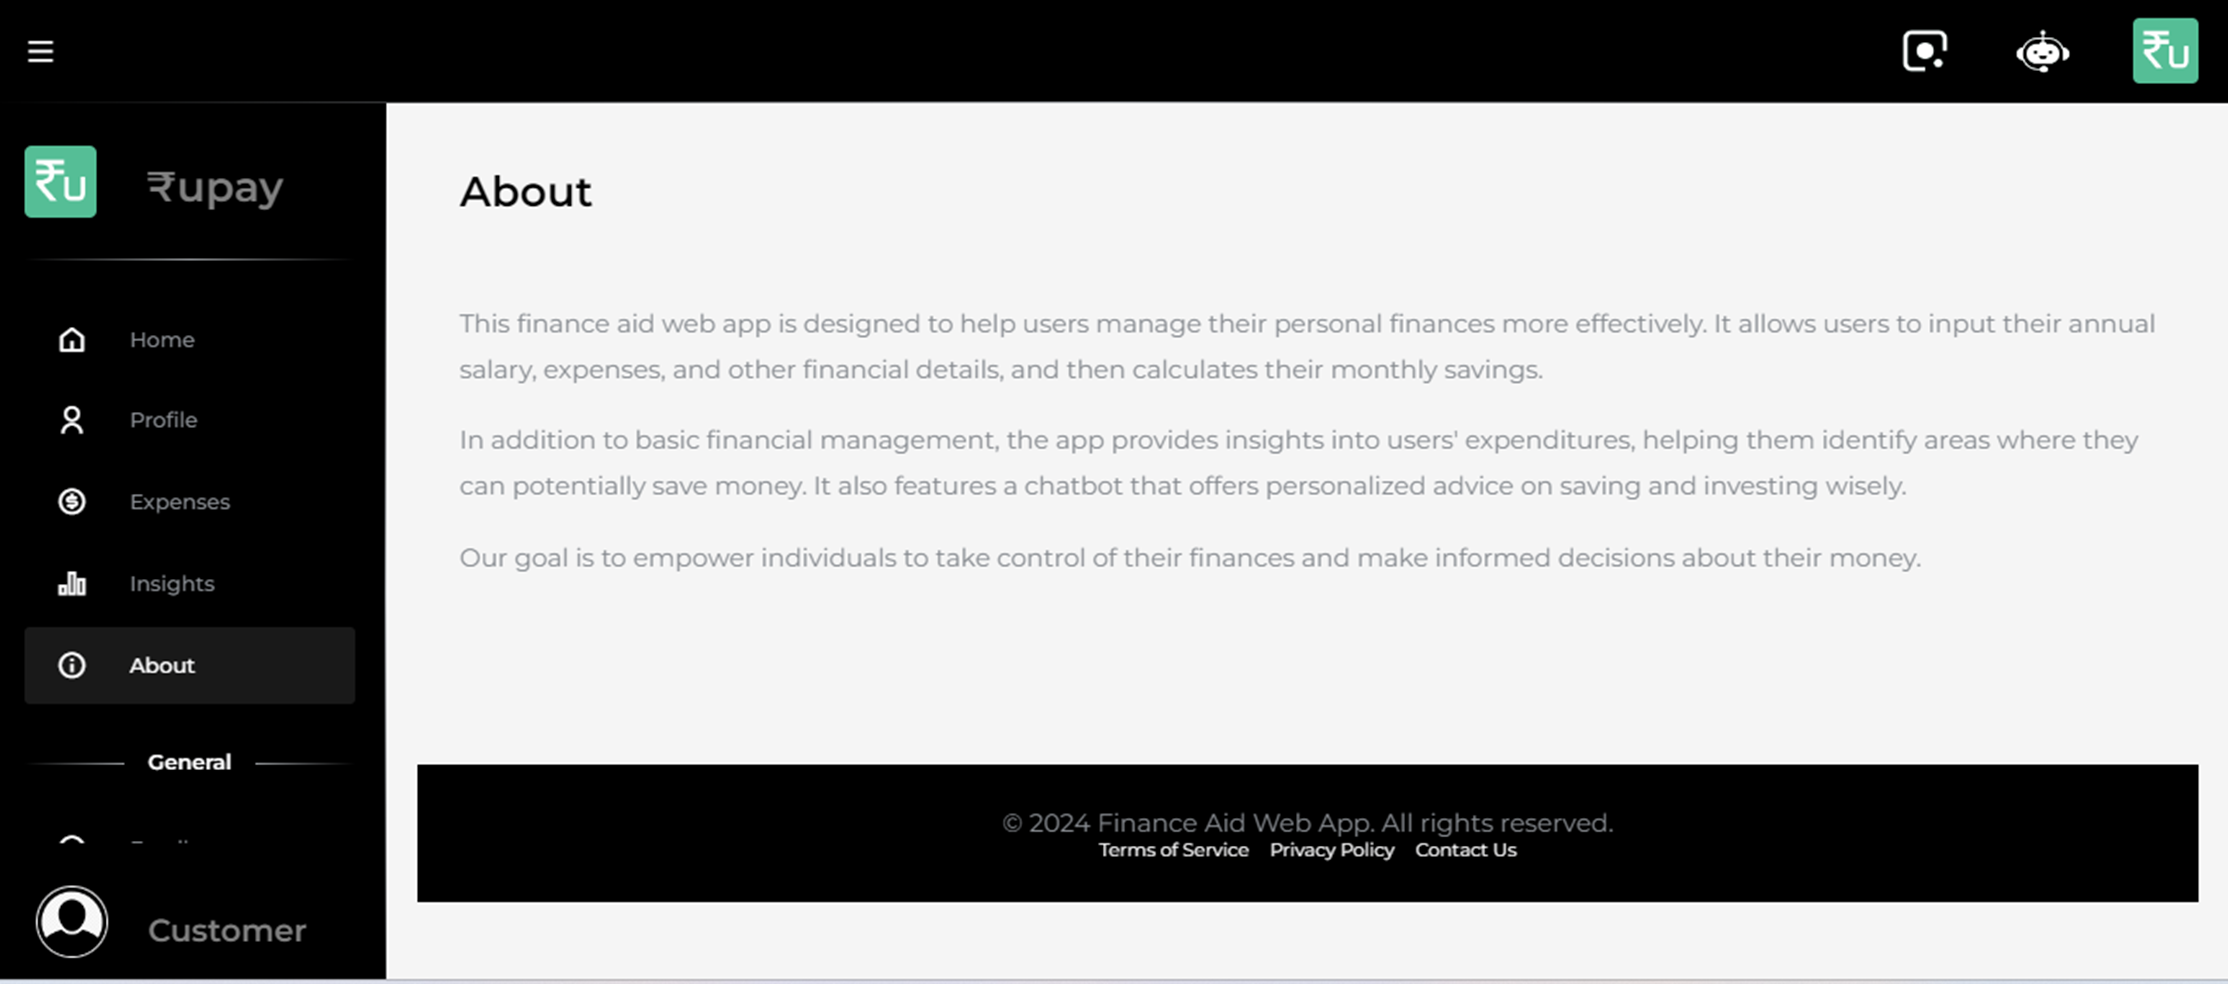 ₹u
₹u
₹upay
Home
Profile
Expenses
Insights
About
General
Customer
About
This finance aid web app is designed to help users manage their personal finances more effectively. It allows users to input their annual
salary, expenses, and other financial details, and then calculates their monthly savings.
In addition to basic financial management, the app provides insights into users' expenditures, helping them identify areas where they
can potentially save money. It also features a chatbot that offers personalized advice on saving and investing wisely.
Our goal is to empower individuals to take control of their finances and make informed decisions about their money.
© 2024 Finance Aid Web App. All rights reserved.
Terms of Service Privacy Policy Contact Us